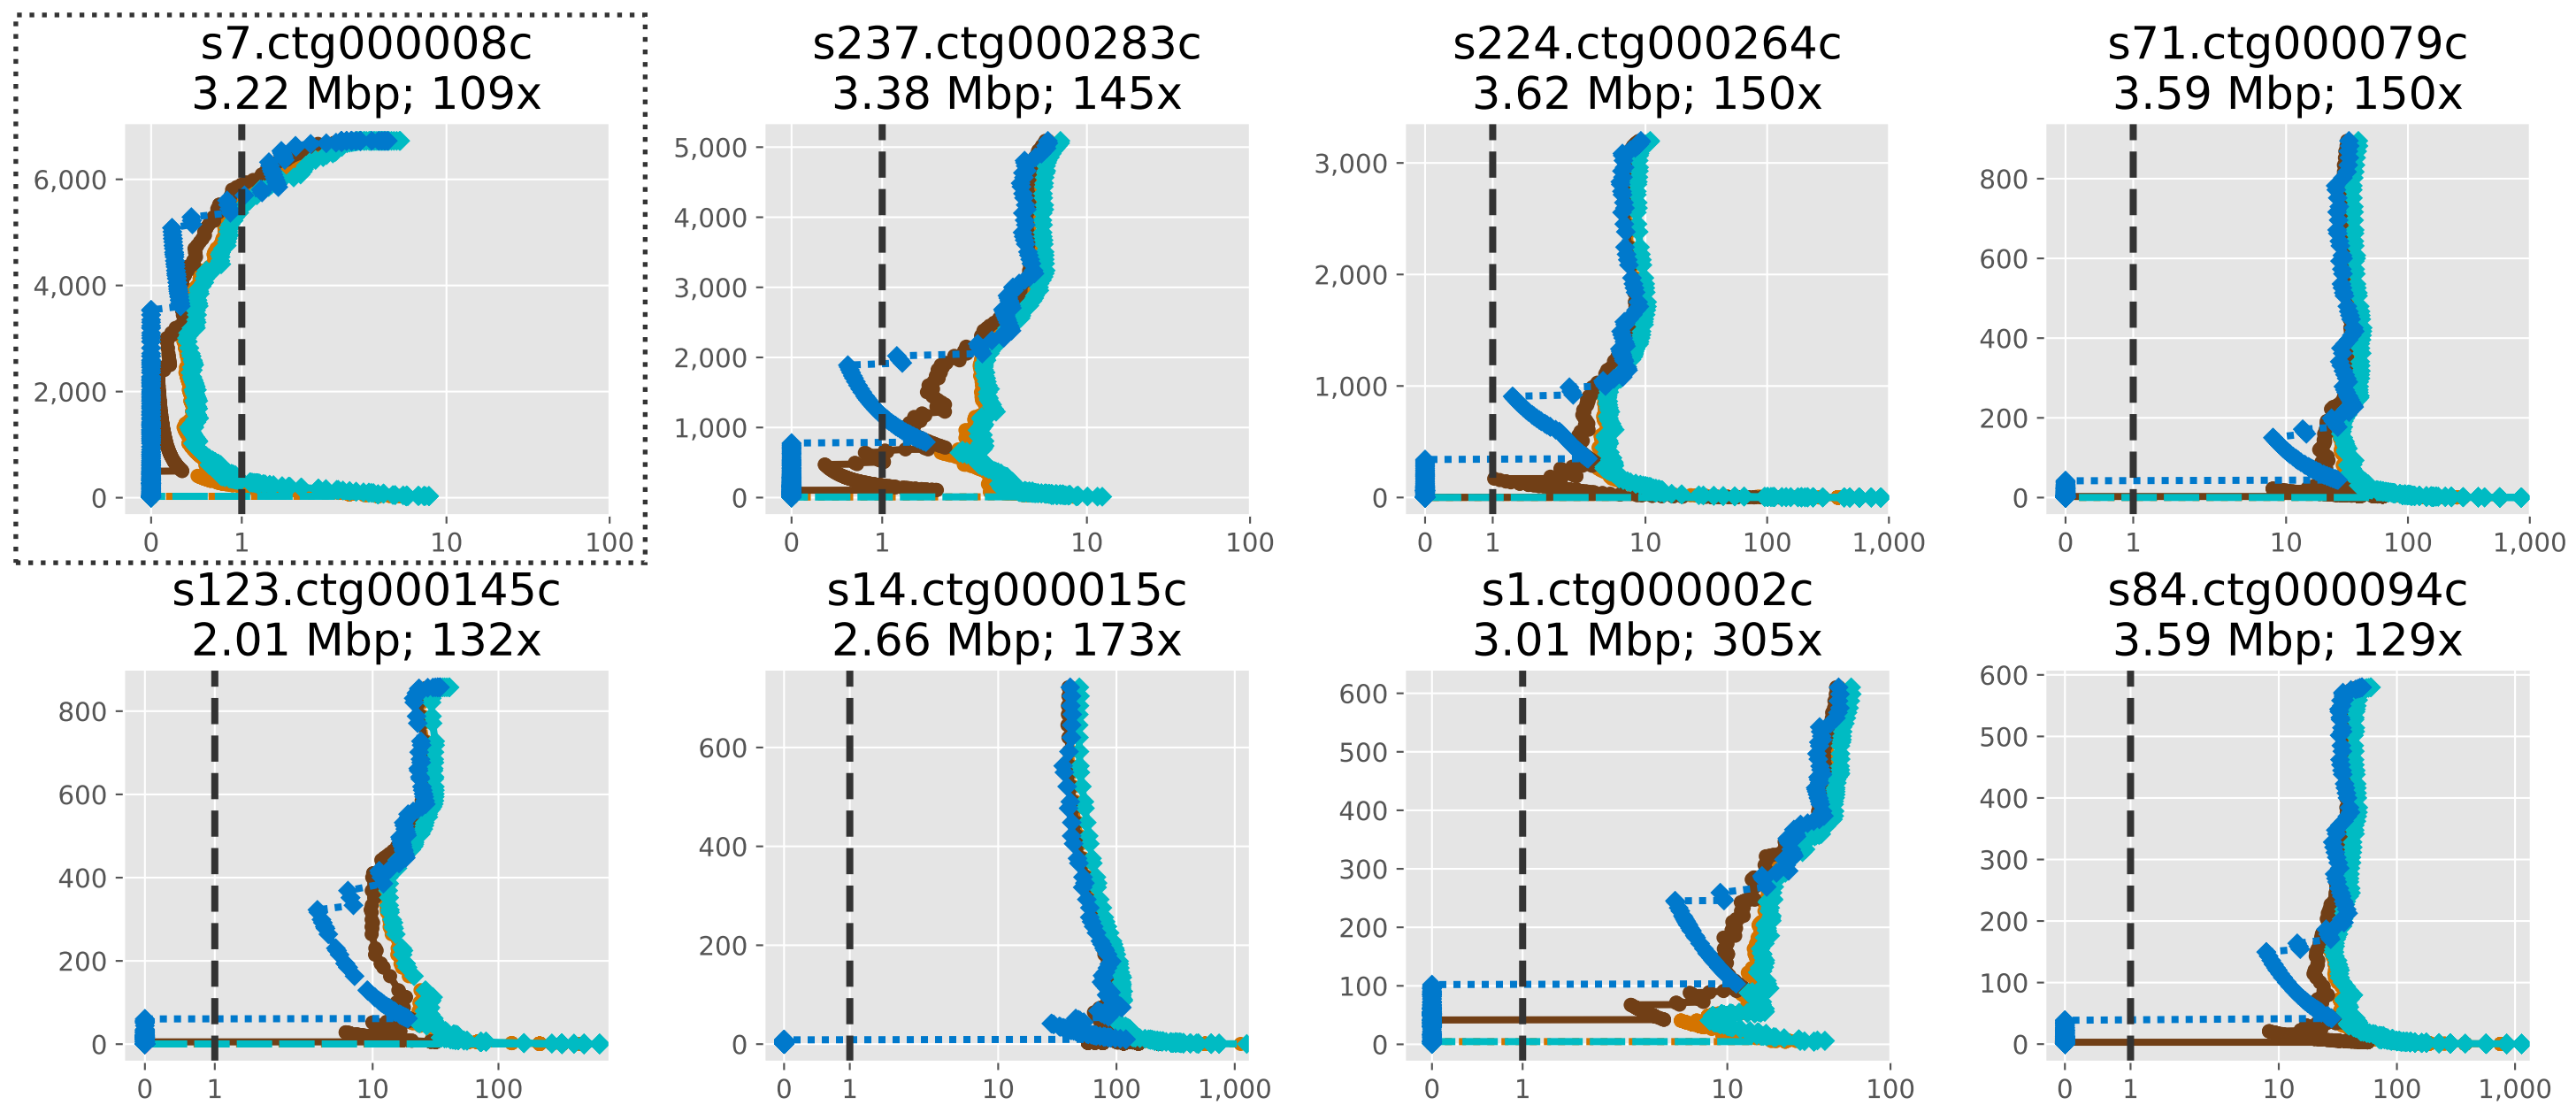 s7.ctg000008c
3.22 Mbp; 109x
6,000
4,000
2,000
0
0 1 10 100
s237.ctg000283c
3.38 Mbp; 145x
5,000
4,000
3,000
2,000
1,000
0
0 1 10 100
s224.ctg000264c
3.62 Mbp; 150x
3,000
2,000
1,000
0
0 1 10 100 1,000
s71.ctg000079c
3.59 Mbp; 150x
800
600
400
200
0
0 1 10 100 1,000
s123.ctg000145c
2.01 Mbp; 132x
800
600
400
200
0
0 1 10 100
s14.ctg000015c
2.66 Mbp; 173x
600
400
200
0
0 1 10 100 1,000
s1.ctg000002c
3.01 Mbp; 305x
600
500
400
300
200
100
0
0 1 10 100
s84.ctg000094c
3.59 Mbp; 129x
600
500
400
300
200
100
0
0 1 10 100 1,000